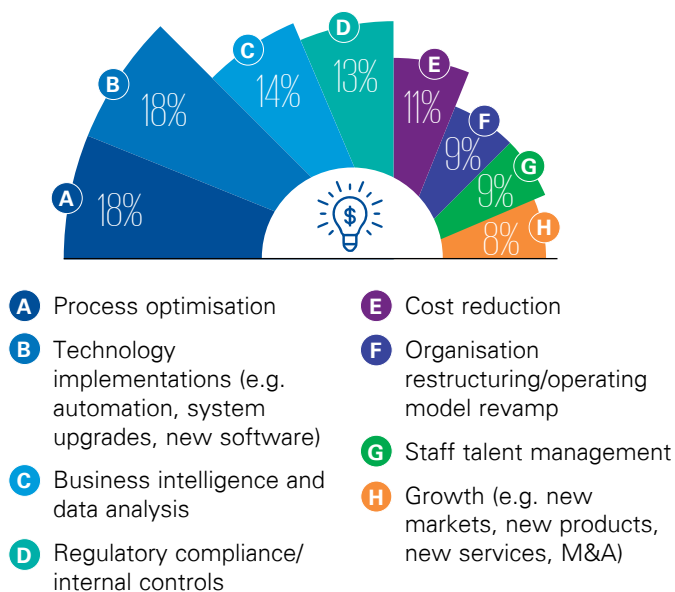 A
18%
B
18%
C
14%
D
13%
E
11%
F
9%
G
9%
H
8%
$
A Process optimisation
B Technology
implementations (e.g.
automation, system
upgrades, new software)
C Business intelligence and
data analysis
D Regulatory compliance/
internal controls
E Cost reduction
F Organisation
restructuring/operating
model revamp
G Staff talent management
H Growth (e.g. new
markets, new products,
new services, M&A)